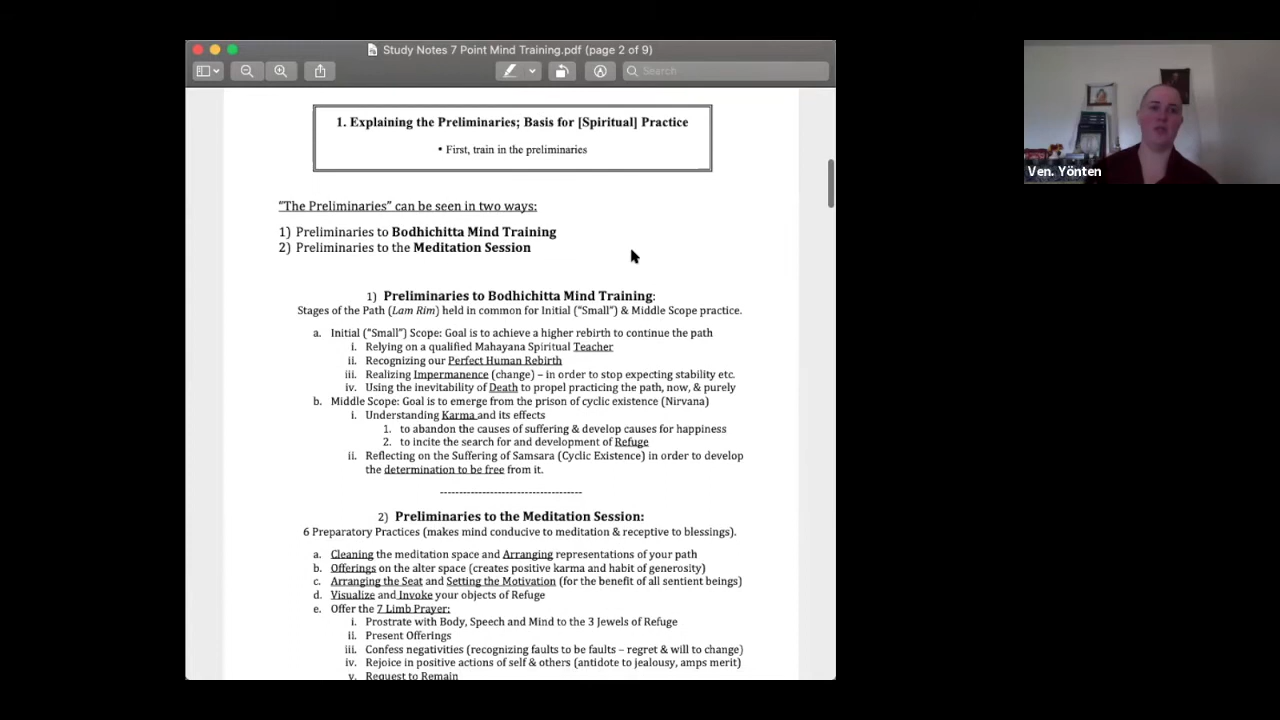 Study Notes 7 Point Mind Training.pdf (page 2 of 9)
Search
1. Explaining the Preliminaries; Basis for [Spiritual] Practice
• First, train in the preliminaries
"The Preliminaries" can be seen in two ways:
1) Preliminaries to Bodhichitta Mind Training
2) Preliminaries to the Meditation Session
1) Preliminaries to Bodhichitta Mind Training:
Stages of the Path (Lam Rim) held in common for Initial ("Small") & Middle Scope practice.
a. Initial ("Small") Scope: Goal is to achieve a higher rebirth to continue the path
i. Relying on a qualified Mahayana Spiritual Teacher
ii. Recognizing our Perfect Human Rebirth
iii. Realizing Impermanence (change) – in order to stop expecting stability etc.
iv. Using the inevitability of Death to propel practicing the path, now, & purely
b. Middle Scope: Goal is to emerge from the prison of cyclic existence (Nirvana)
i. Understanding Karma and its effects
1. to abandon the causes of suffering & develop causes for happiness
2. to incite the search for and development of Refuge
ii. Reflecting on the Suffering of Samsara (Cyclic Existence) in order to develop
the determination to be free from it.
------------------------------------
2) Preliminaries to the Meditation Session:
6 Preparatory Practices (makes mind conducive to meditation & receptive to blessings).
a. Cleaning the meditation space and Arranging representations of your path
b. Offerings on the alter space (creates positive karma and habit of generosity)
c. Arranging the Seat and Setting the Motivation (for the benefit of all sentient beings)
d. Visualize and Invoke your objects of Refuge
e. Offer the 7 Limb Prayer:
i. Prostrate with Body, Speech and Mind to the 3 Jewels of Refuge
ii. Present Offerings
iii. Confess negativities (recognizing faults to be faults – regret & will to change)
iv. Rejoice in positive actions of self & others (antidote to jealousy, amps merit)
v. Request to Remain
Ven. Yönten